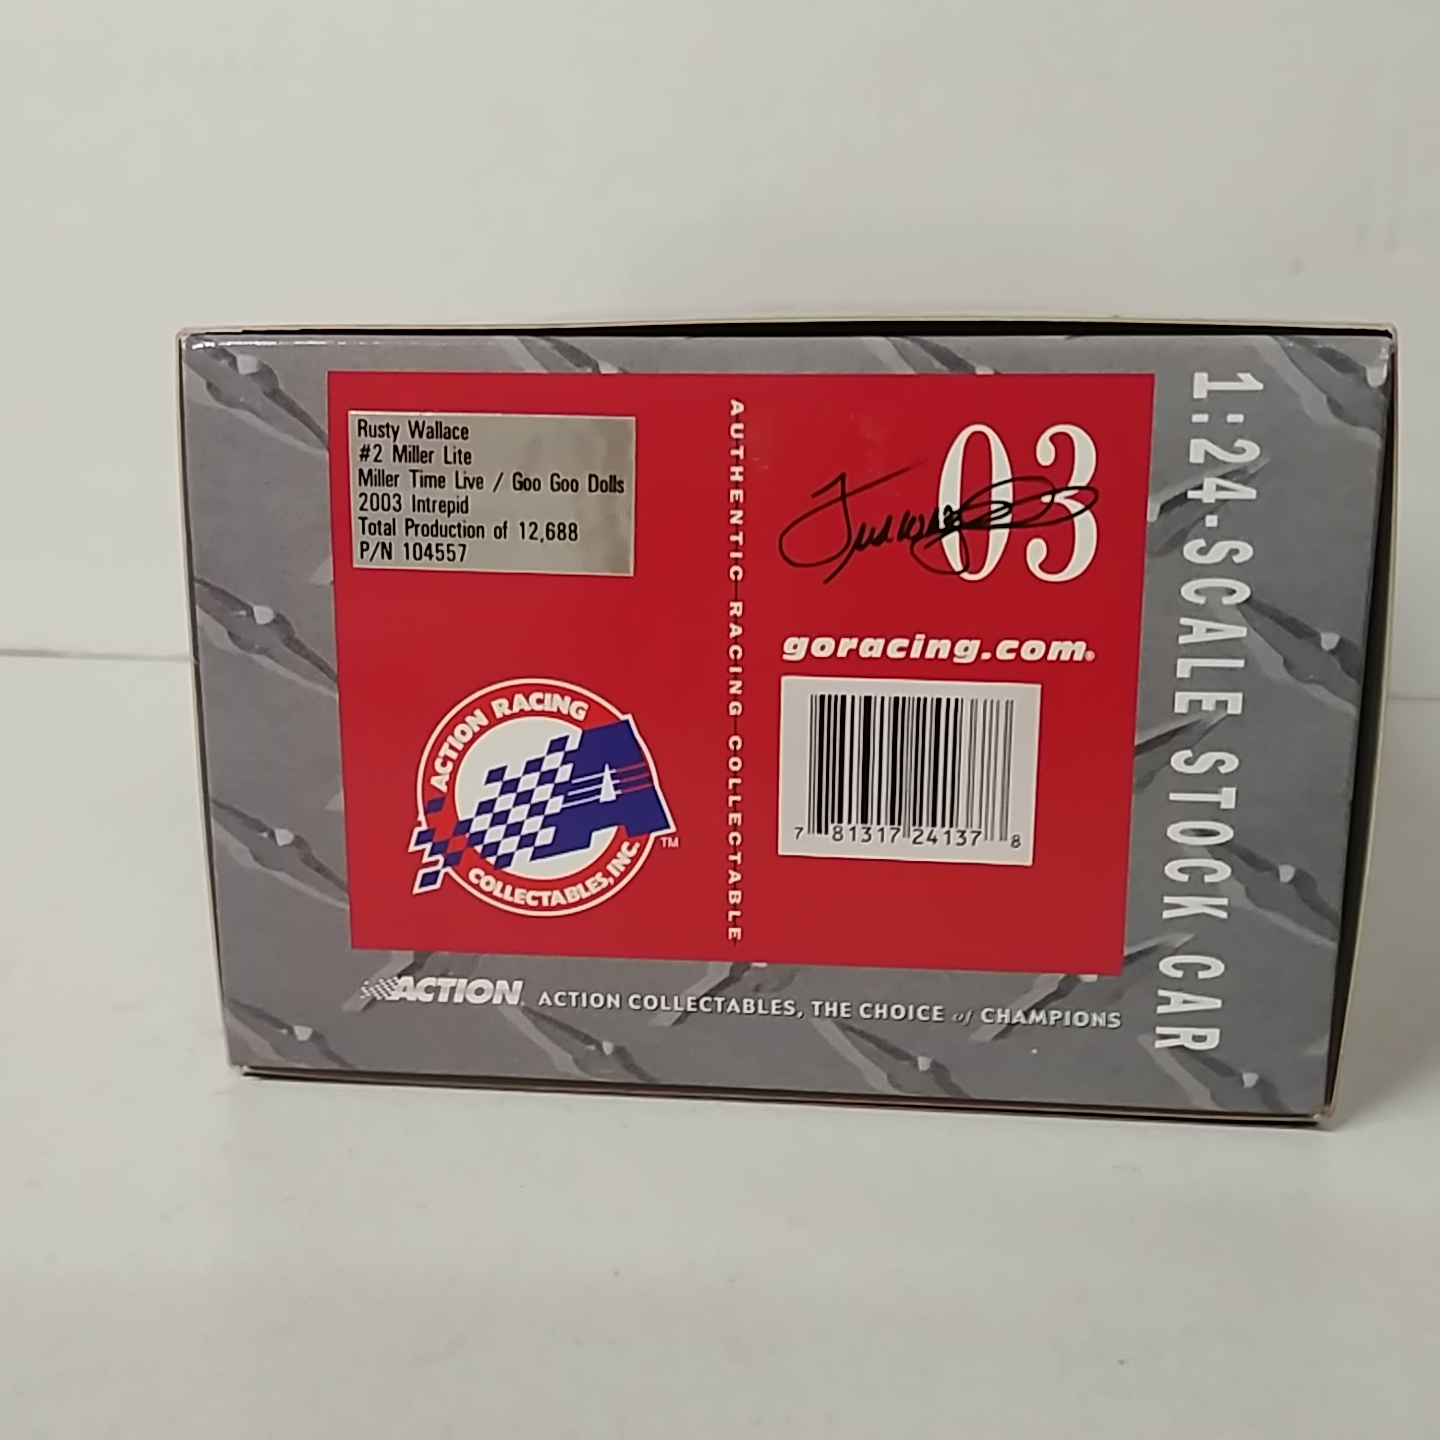 Rusty Wallace
#2 Miller Lite
Miller Time Live / Goo Goo Dolls
2003 Intrepid
Total Production of 12,688
P/N 104557
ACTION RACING
COLLECTABLES, INC.
TM
AUTHENTIC RACING COLLECTABLE
03
goracing.com®
7 81317 24137 8
1:24-SCALE STOCK CAR
ACTION® ACTION COLLECTABLES, THE CHOICE of CHAMPIONS